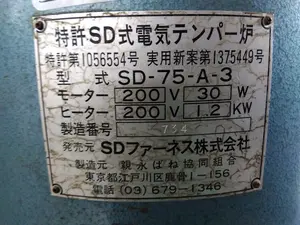 特許SD式電気テンパー炉
特許第1056554号 実用新案第1375449号
型式 SD-75-A-3
モーター 200 V 30 W
ヒーター 200 V 1.2 KW
製造番号 734
発売元 SDファーネス株式会社
製造元 親永ばね協同組合
東京都江戸川区鹿骨1-156
電話 (03) 679-1346